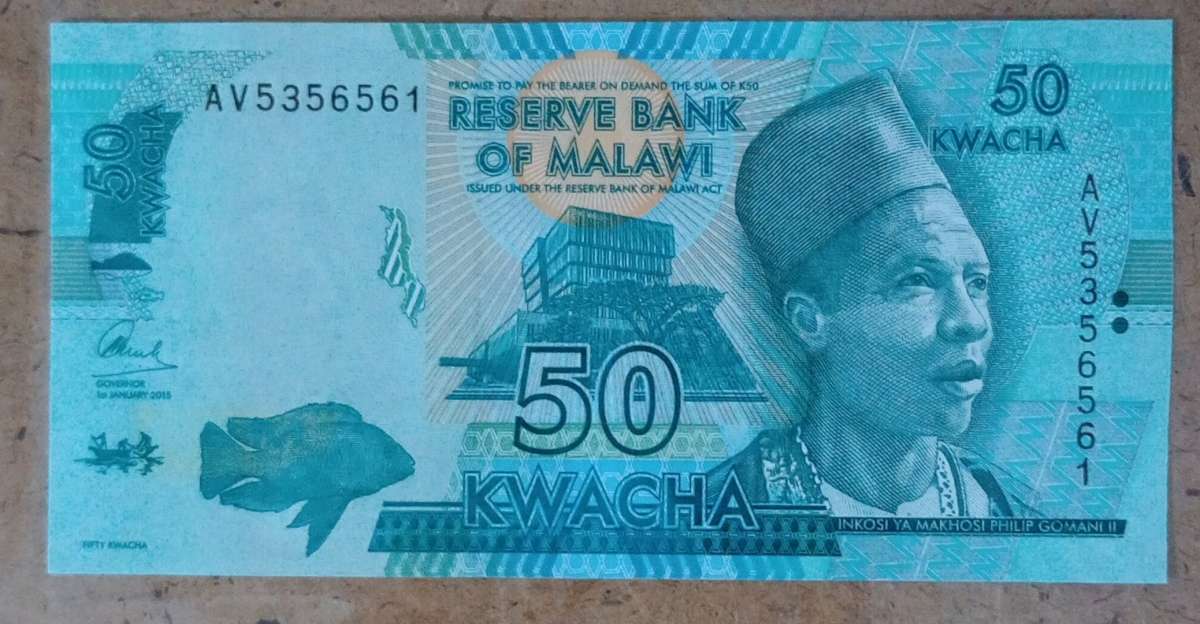 50
KWACHA
AV5356561
PROMISE TO PAY THE BEARER ON DEMAND THE SUM OF K50
RESERVE BANK
OF MALAWI
ISSUED UNDER THE RESERVE BANK OF MALAWI ACT
50
KWACHA
AV5356561
GOVERNOR
1st JANUARY 2015
50
KWACHA
INKOSI YA MAKHOSI PHILIP GOMANI II
FIFTY KWACHA